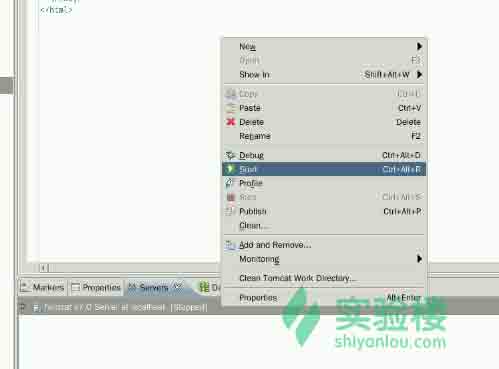 </html>
New
Open F3
Show In Shift+Alt+W
Copy Ctrl+C
Paste Ctrl+V
Delete Delete
Rename F2
Debug Ctrl+Alt+D
Start Ctrl+Alt+R
Profile
Stop Ctrl+Alt+S
Publish Ctrl+Alt+P
Clean...
Add and Remove...
Monitoring
Clean Tomcat Work Directory...
Properties Alt+Enter
Markers Properties Servers
Tomcat v7.0 Server at localhost [Stopped]
实验楼
shiyanlou.com